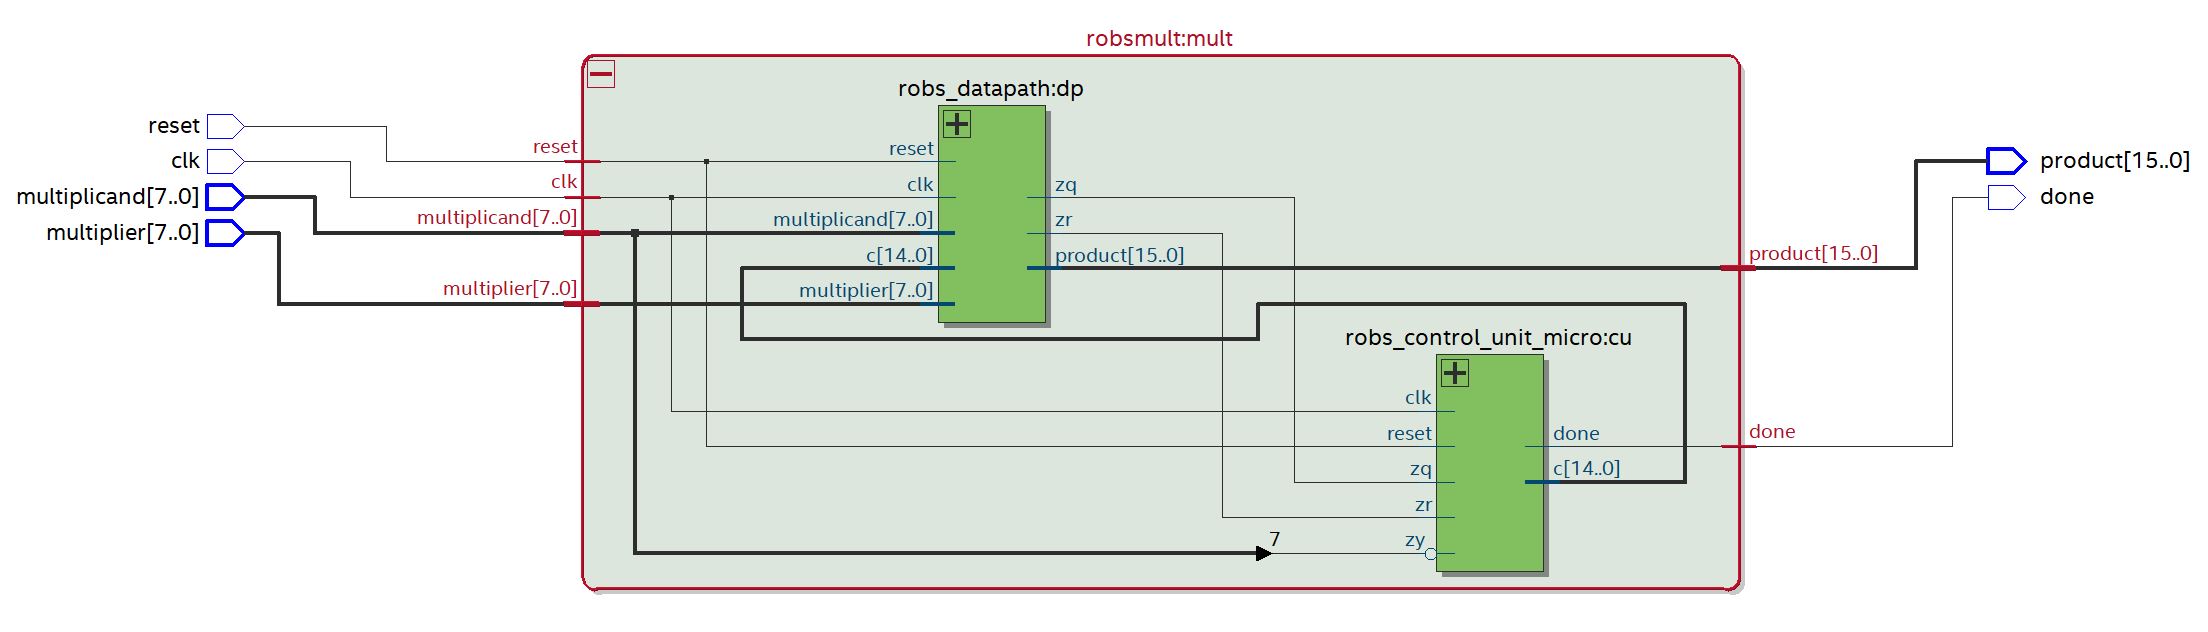 robsmult:mult
robs_datapath:dp
reset
clk
multiplicand[7..0]
multiplier[7..0]
reset
clk
multiplicand[7..0]
multiplier[7..0]
reset
clk
multiplicand[7..0]
c[14..0]
multiplier[7..0]
zq
zr
product[15..0]
robs_control_unit_micro:cu
clk
reset
zq
zr
zy
7
done
c[14..0]
product[15..0]
done
product[15..0]
done